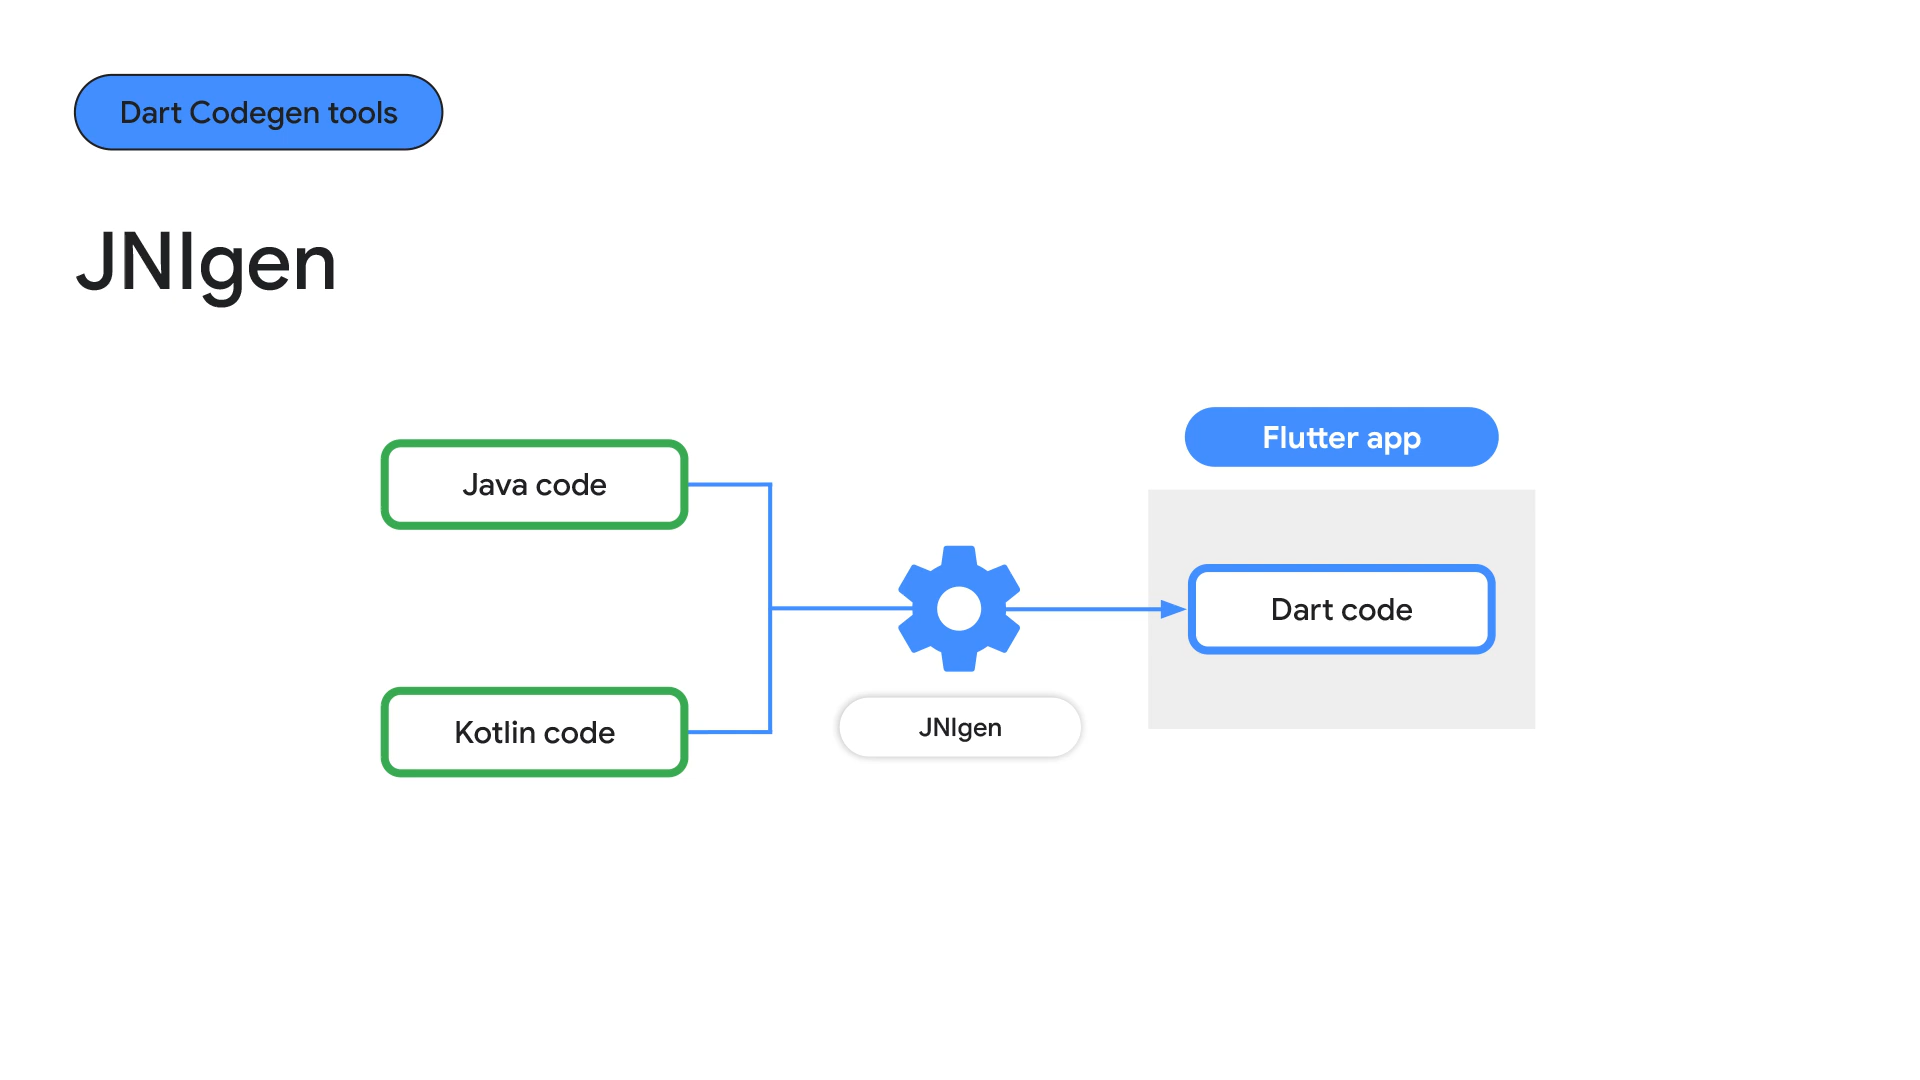 Dart Codegen tools
JNIgen
Java code
Kotlin code
JNIgen
Flutter app
Dart code